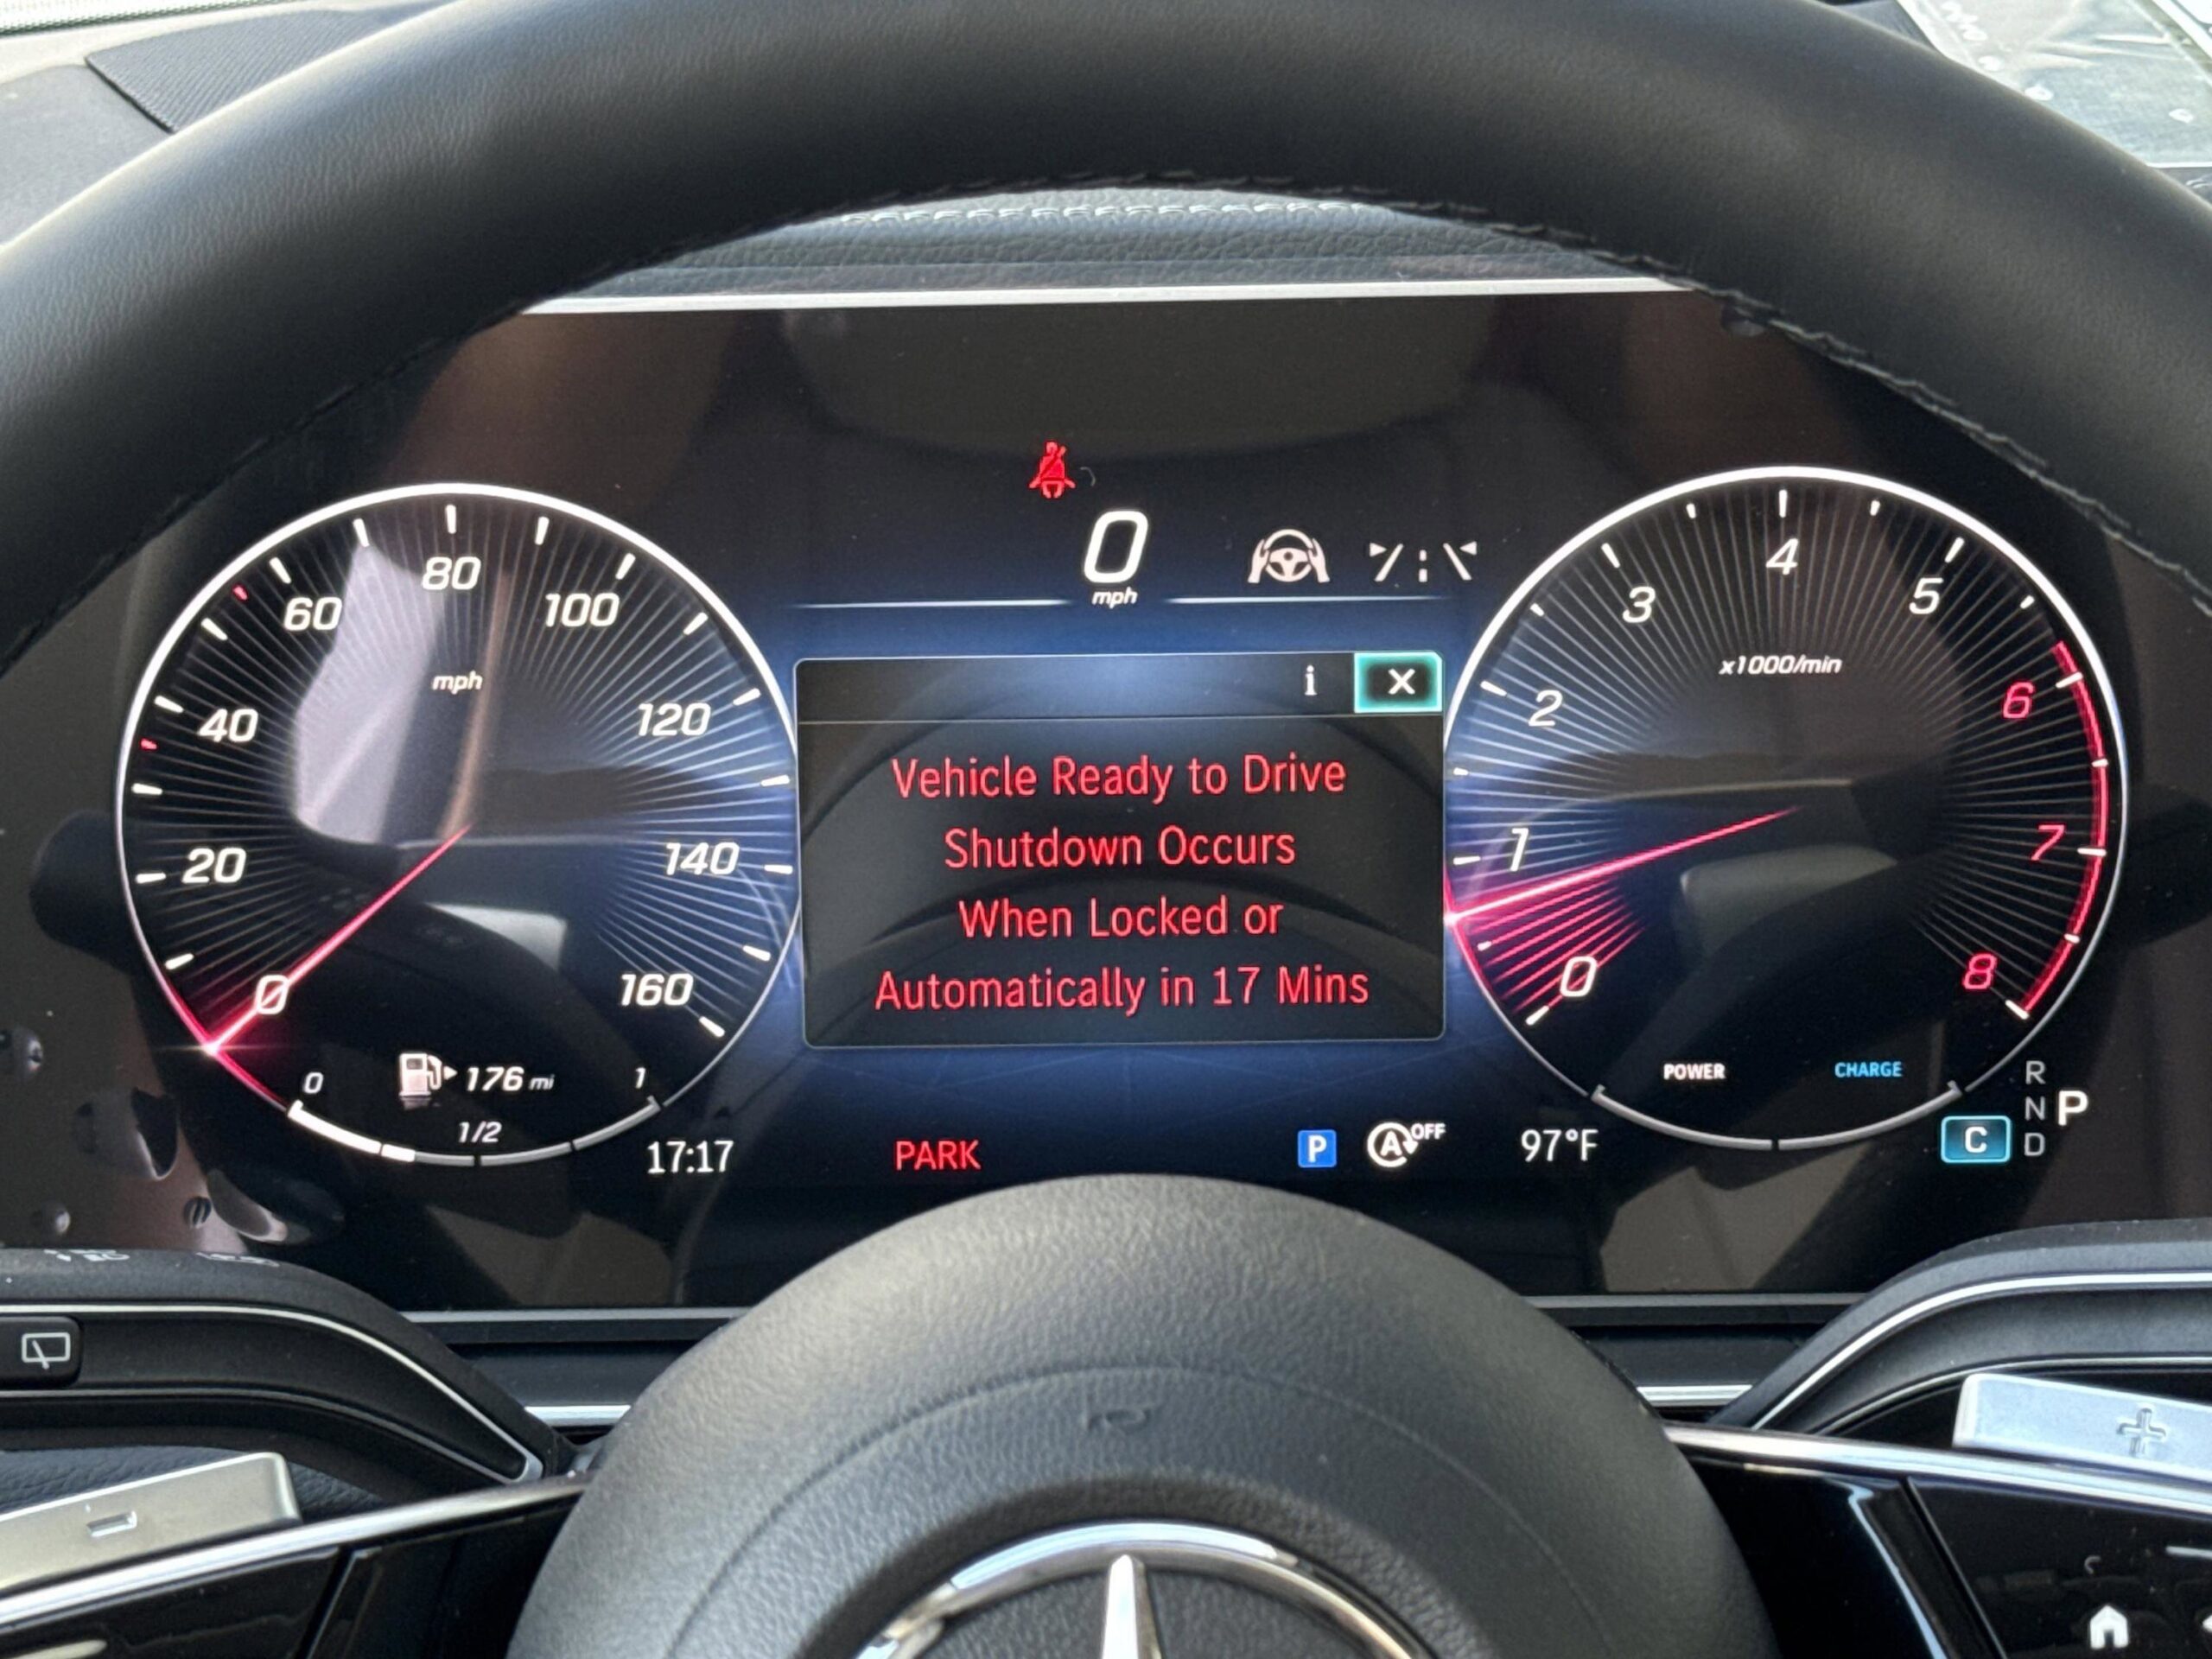 0
mph
80
60
100
mph
40
120
20
140
0
160
0
176 mi
1
1/2
i X
Vehicle Ready to Drive
Shutdown Occurs
When Locked or
Automatically in 17 Mins
4
3
5
x1000/min
2
6
1
7
0
8
POWER
CHARGE
R
N P
C D
17:17
PARK
P
A OFF
97°F
-
+